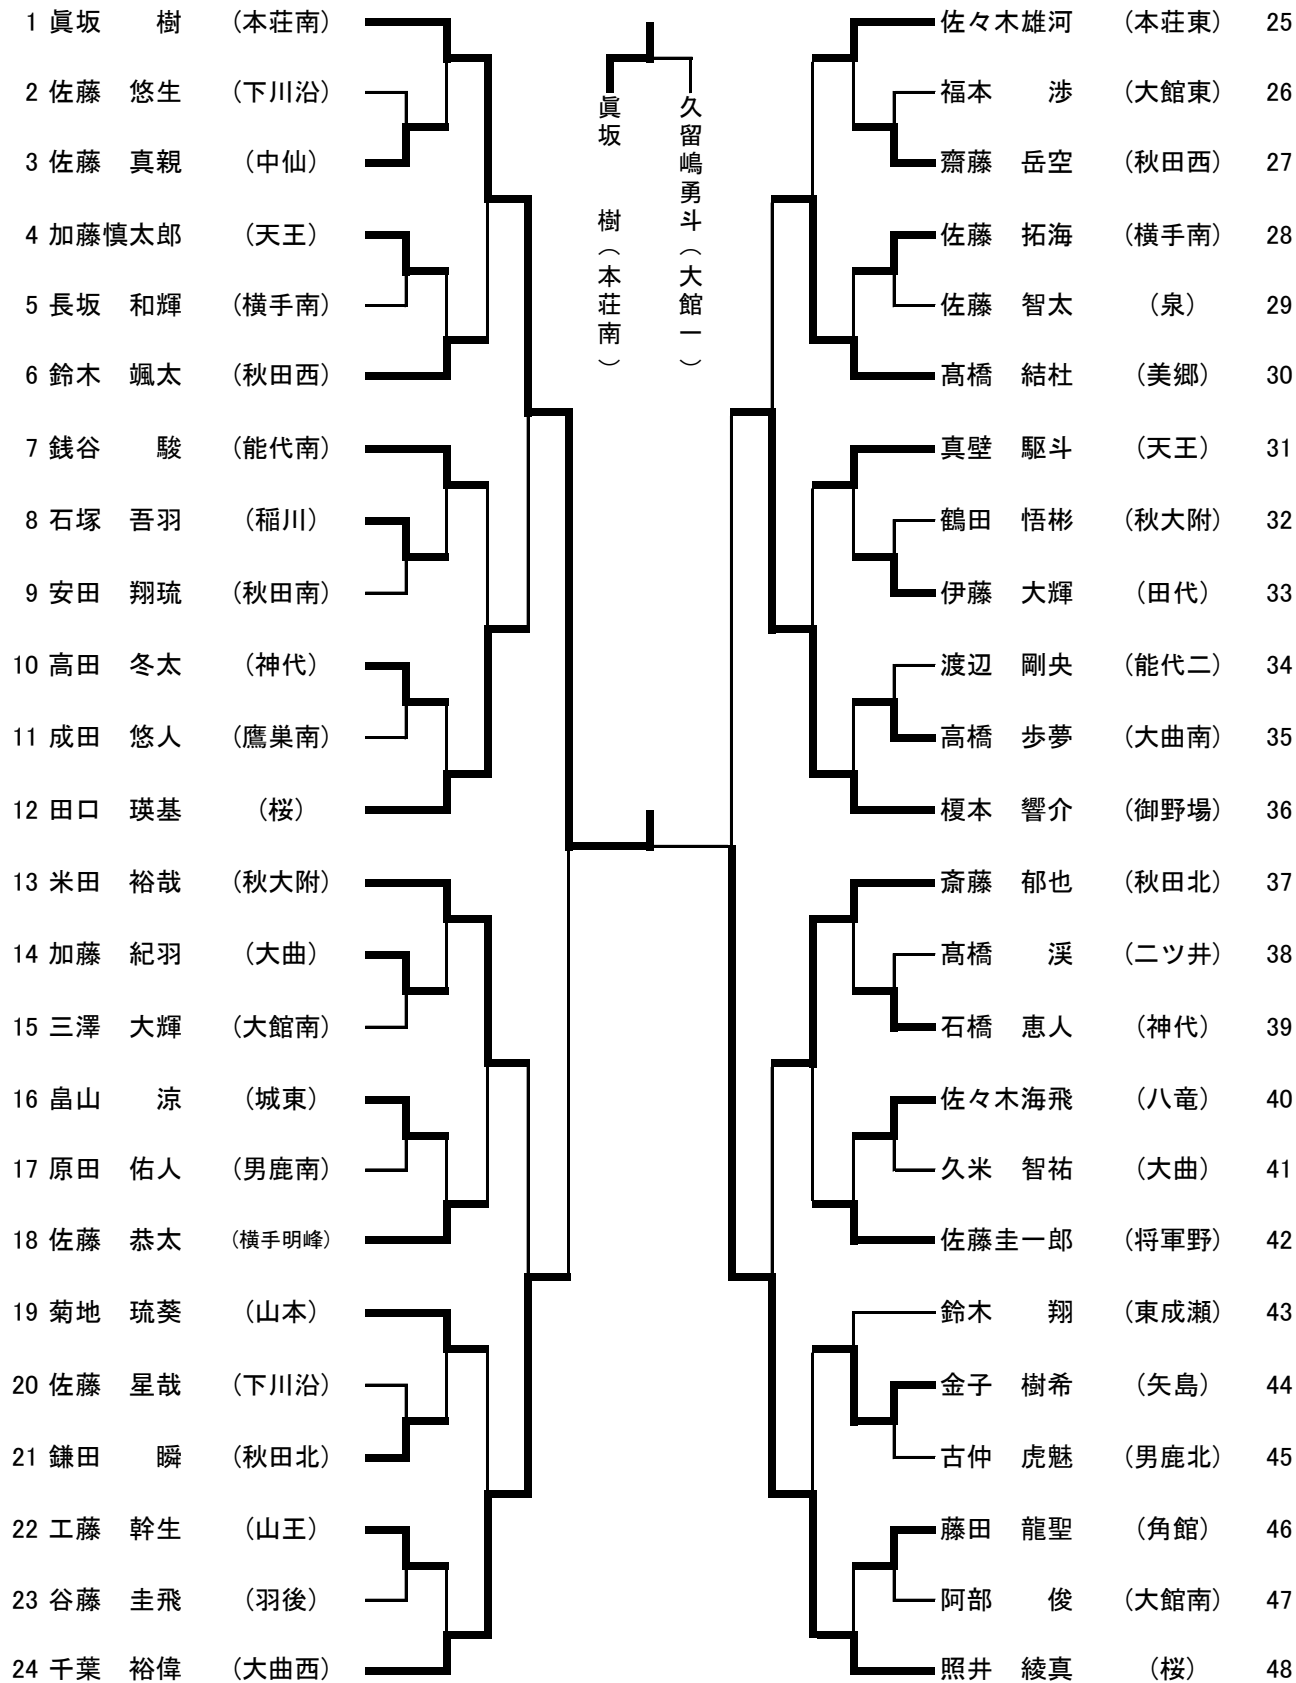 1 眞坂　　樹 （本荘南）
2 佐藤　悠生 （下川沿）
3 佐藤　真親 （中仙）
4 加藤慎太郎 （天王）
5 長坂　和輝 （横手南）
6 鈴木　颯太 （秋田西）
7 銭谷　　駿 （能代南）
8 石塚　吾羽 （稲川）
9 安田　翔琉 （秋田南）
10 高田　冬太 （神代）
11 成田　悠人 （鷹巣南）
12 田口　瑛基 （桜）
13 米田　裕哉 （秋大附）
14 加藤　紀羽 （大曲）
15 三澤　大輝 （大館南）
16 畠山　　涼 （城東）
17 原田　佑人 （男鹿南）
18 佐藤　恭太 （横手明峰）
19 菊地　琉葵 （山本）
20 佐藤　星哉 （下川沿）
21 鎌田　　瞬 （秋田北）
22 工藤　幹生 （山王）
23 谷藤　圭飛 （羽後）
24 千葉　裕偉 （大曲西）
眞坂　　樹（本荘南）
久留嶋勇斗（大館一）
佐々木雄河 （本荘東） 25
福本　　渉 （大館東） 26
齋藤　岳空 （秋田西） 27
佐藤　拓海 （横手南） 28
佐藤　智太 （泉） 29
髙橋　結杜 （美郷） 30
真壁　駆斗 （天王） 31
鶴田　悟彬 （秋大附） 32
伊藤　大輝 （田代） 33
渡辺　剛央 （能代二） 34
高橋　歩夢 （大曲南） 35
榎本　響介 （御野場） 36
斎藤　郁也 （秋田北） 37
髙橋　　渓 （二ツ井） 38
石橋　恵人 （神代） 39
佐々木海飛 （八竜） 40
久米　智祐 （大曲） 41
佐藤圭一郎 （将軍野） 42
鈴木　　翔 （東成瀬） 43
金子　樹希 （矢島） 44
古仲　虎魅 （男鹿北） 45
藤田　龍聖 （角館） 46
阿部　　俊 （大館南） 47
照井　綾真 （桜） 48